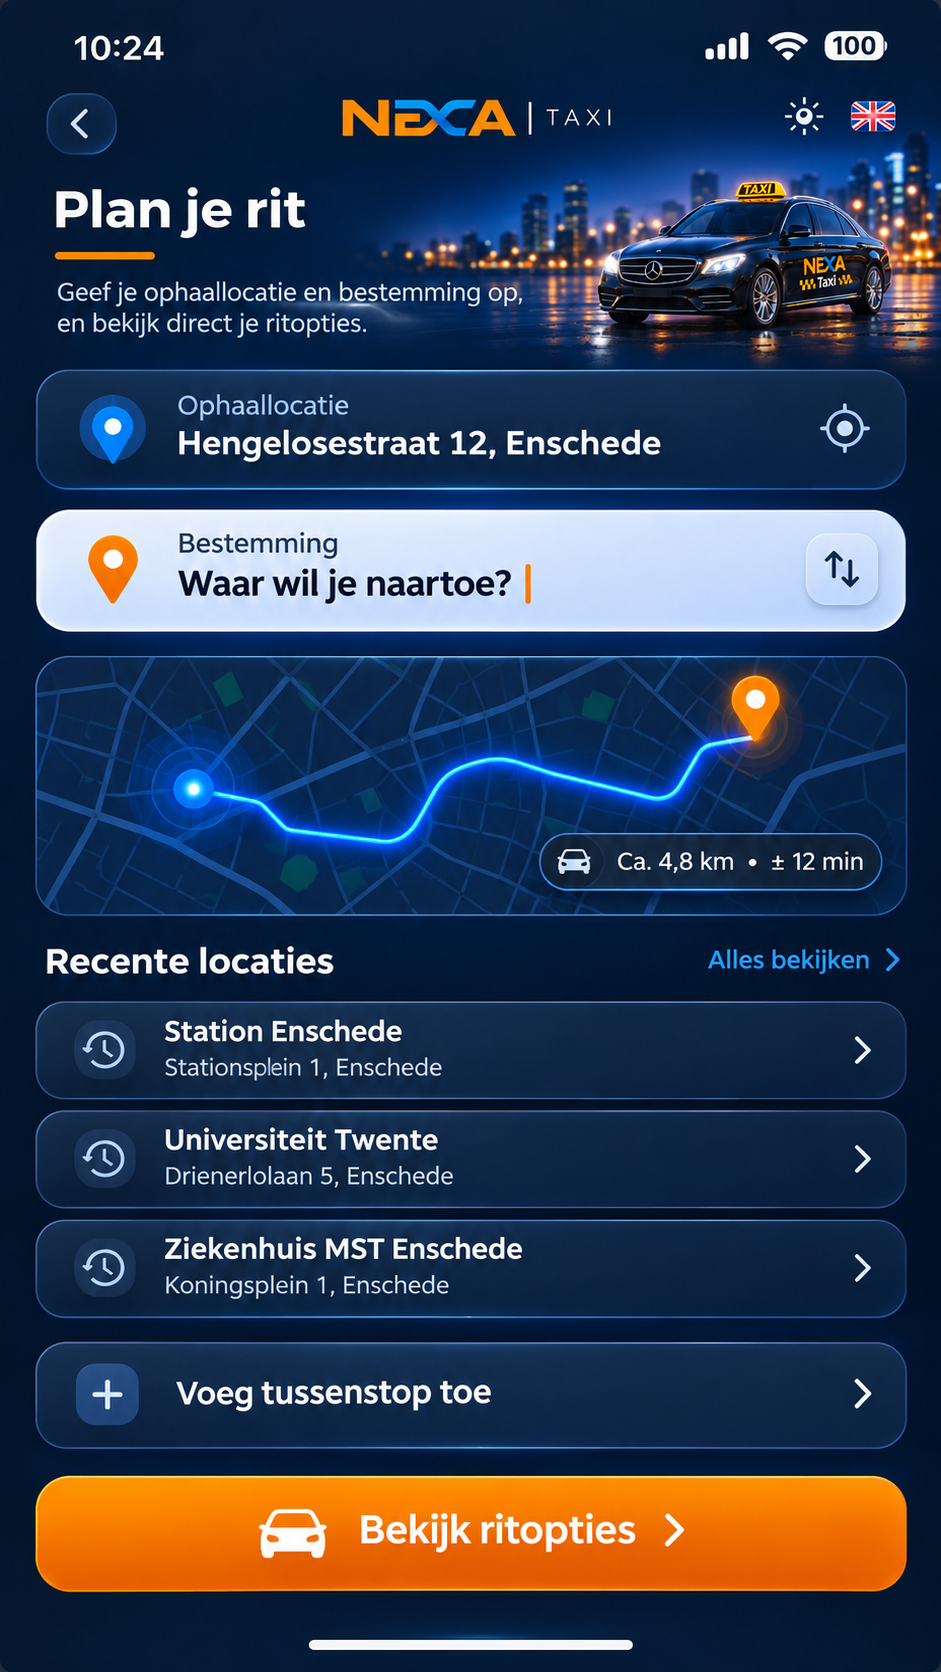 10:24
100
NEXA | TAXI
Plan je rit
TAXI
NEXA
Taxi
Geef je ophaallocatie en bestemming op,
en bekijk direct je ritopties.
Ophaallocatie
Hengelosestraat 12, Enschede
Bestemming
Waar wil je naartoe?
Ca. 4,8 km • ± 12 min
Recente locaties
Alles bekijken
Station Enschede
Stationsplein 1, Enschede
Universiteit Twente
Drienerlolaan 5, Enschede
Ziekenhuis MST Enschede
Koningsplein 1, Enschede
Voeg tussenstop toe
Bekijk ritopties